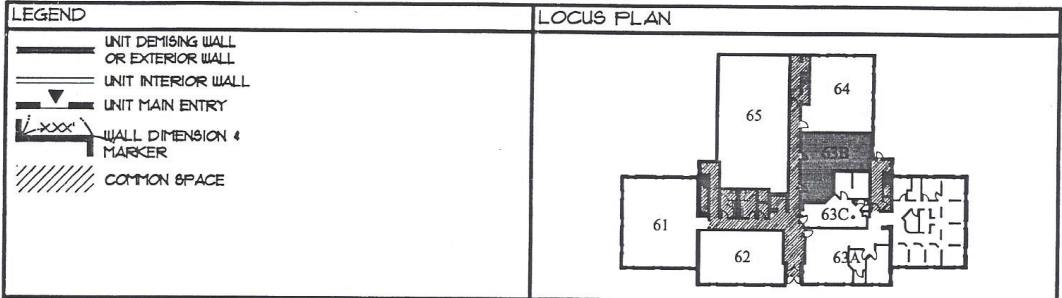 LEGEND
UNIT DEMISING WALL
OR EXTERIOR WALL
UNIT INTERIOR WALL
UNIT MAIN ENTRY
XXX'
WALL DIMENSION &
MARKER
COMMON SPACE
LOCUS PLAN
64
65
63B
61
63C
62
63A